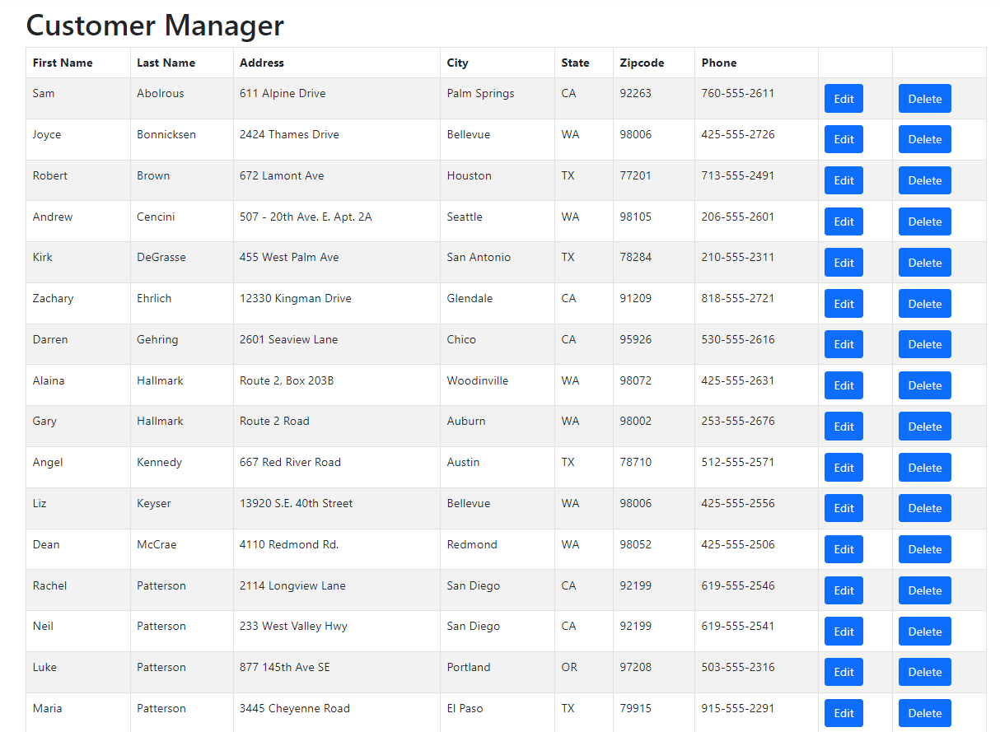 Customer Manager
First Name Last Name Address City State Zipcode Phone
Sam Abolrous 611 Alpine Drive Palm Springs CA 92263 760-555-2611 Edit Delete
Joyce Bonnicksen 2424 Thames Drive Bellevue WA 98006 425-555-2726 Edit Delete
Robert Brown 672 Lamont Ave Houston TX 77201 713-555-2491 Edit Delete
Andrew Cencini 507 - 20th Ave. E. Apt. 2A Seattle WA 98105 206-555-2601 Edit Delete
Kirk DeGrasse 455 West Palm Ave San Antonio TX 78284 210-555-2311 Edit Delete
Zachary Ehrlich 12330 Kingman Drive Glendale CA 91209 818-555-2721 Edit Delete
Darren Gehring 2601 Seaview Lane Chico CA 95926 530-555-2616 Edit Delete
Alaina Hallmark Route 2, Box 203B Woodinville WA 98072 425-555-2631 Edit Delete
Gary Hallmark Route 2 Road Auburn WA 98002 253-555-2676 Edit Delete
Angel Kennedy 667 Red River Road Austin TX 78710 512-555-2571 Edit Delete
Liz Keyser 13920 S.E. 40th Street Bellevue WA 98006 425-555-2556 Edit Delete
Dean McCrae 4110 Redmond Rd. Redmond WA 98052 425-555-2506 Edit Delete
Rachel Patterson 2114 Longview Lane San Diego CA 92199 619-555-2546 Edit Delete
Neil Patterson 233 West Valley Hwy San Diego CA 92199 619-555-2541 Edit Delete
Luke Patterson 877 145th Ave SE Portland OR 97208 503-555-2316 Edit Delete
Maria Patterson 3445 Cheyenne Road El Paso TX 79915 915-555-2291 Edit Delete